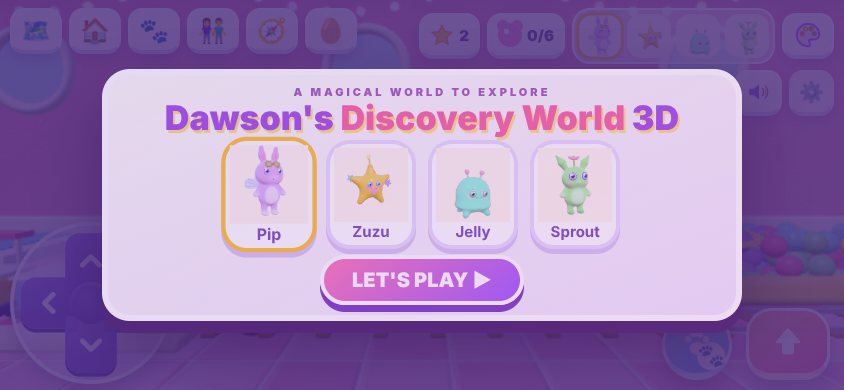 2
0/6
A MAGICAL WORLD TO EXPLORE
Dawson's Discovery World 3D
Pip
Zuzu
Jelly
Sprout
LET'S PLAY ▶